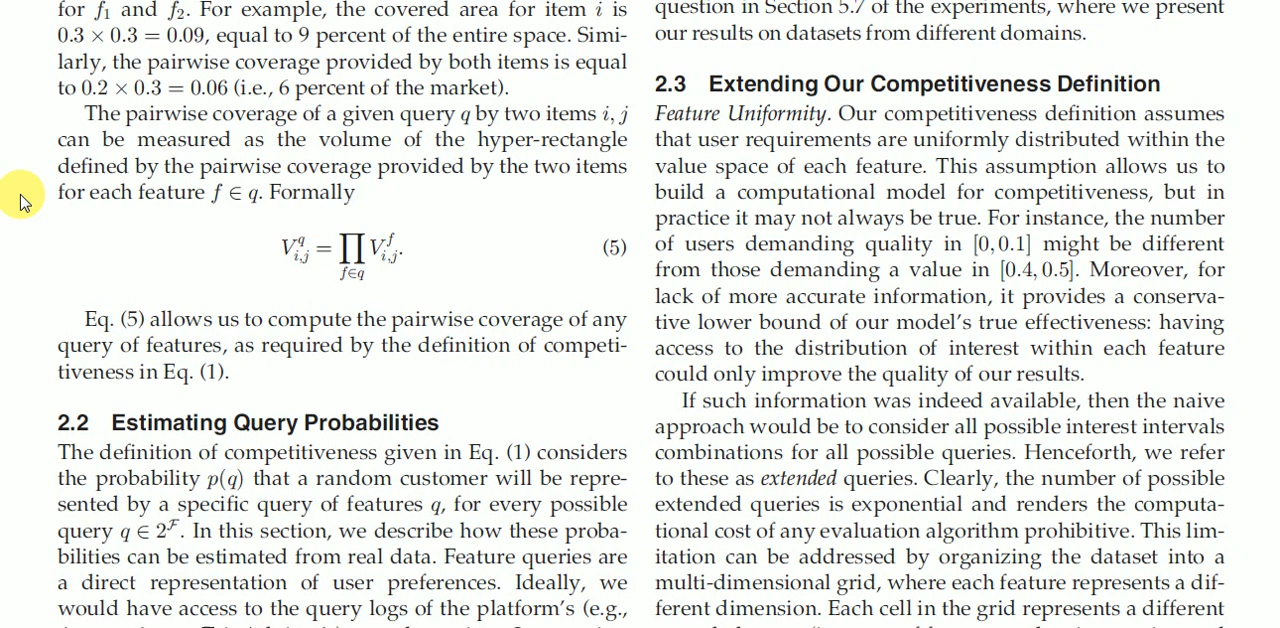 for f₁ and f₂. For example, the covered area for item i is
0.3 × 0.3 = 0.09, equal to 9 percent of the entire space. Simi-
larly, the pairwise coverage provided by both items is equal
to 0.2 × 0.3 = 0.06 (i.e., 6 percent of the market).
The pairwise coverage of a given query q by two items i, j
can be measured as the volume of the hyper-rectangle
defined by the pairwise coverage provided by the two items
for each feature f ∈ q. Formally
V^q_{i,j} = ∏_{f∈q} V^f_{i,j}. (5)
Eq. (5) allows us to compute the pairwise coverage of any
query of features, as required by the definition of competi-
tiveness in Eq. (1).
2.2 Estimating Query Probabilities
The definition of competitiveness given in Eq. (1) considers
the probability p(q) that a random customer will be repre-
sented by a specific query of features q, for every possible
query q ∈ 2^ℱ. In this section, we describe how these proba-
bilities can be estimated from real data. Feature queries are
a direct representation of user preferences. Ideally, we
would have access to the query logs of the platform's (e.g.,
question in Section 5.7 of the experiments, where we present
our results on datasets from different domains.
2.3 Extending Our Competitiveness Definition
Feature Uniformity. Our competitiveness definition assumes
that user requirements are uniformly distributed within the
value space of each feature. This assumption allows us to
build a computational model for competitiveness, but in
practice it may not always be true. For instance, the number
of users demanding quality in [0, 0.1] might be different
from those demanding a value in [0.4, 0.5]. Moreover, for
lack of more accurate information, it provides a conserva-
tive lower bound of our model's true effectiveness: having
access to the distribution of interest within each feature
could only improve the quality of our results.
If such information was indeed available, then the naive
approach would be to consider all possible interest intervals
combinations for all possible queries. Henceforth, we refer
to these as extended queries. Clearly, the number of possible
extended queries is exponential and renders the computa-
tional cost of any evaluation algorithm prohibitive. This lim-
itation can be addressed by organizing the dataset into a
multi-dimensional grid, where each feature represents a dif-
ferent dimension. Each cell in the grid represents a different